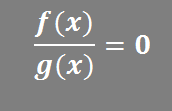 f(x)/g(x) = 0